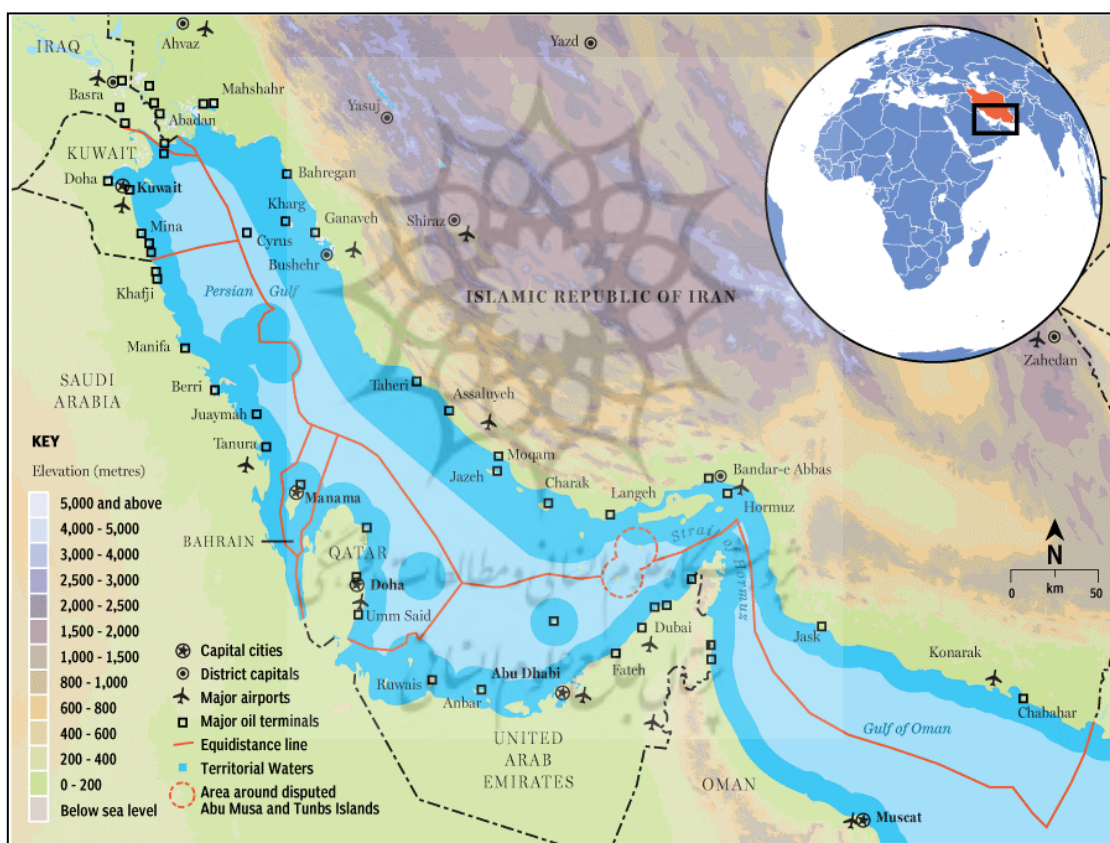 IRAQ
Ahvaz
Yazd
Basra
Mahshahr
Abadan
Yasuj
KUWAIT
Doha
Kuwait
Bahregan
Kharg
Ganaveh
Shiraz
Mina
Cyrus
Bushehr
Khafji
Persian Gulf
ISLAMIC REPUBLIC OF IRAN
Zahedan
Manifa
SAUDI
ARABIA
Berri
Taheri
Assaluyeh
Juaymah
Tanura
Moqam
Jazeh
Bandar-e Abbas
Manama
Charak
Langeh
Hormuz
Strait of Hormuz
BAHRAIN
QATAR
Doha
Umm Said
Dubai
Jask
Fateh
Abu Dhabi
Konarak
Ruwais
Anbar
Chabahar
Gulf of Oman
UNITED
ARAB
EMIRATES
OMAN
Muscat
N
0 km 50
KEY
Elevation (metres)
5,000 and above
4,000 - 5,000
3,000 - 4,000
2,500 - 3,000
2,000 - 2,500
1,500 - 2,000
1,000 - 1,500
800 - 1,000
600 - 800
400 - 600
200 - 400
0 - 200
Below sea level
Capital cities
District capitals
Major airports
Major oil terminals
Equidistance line
Territorial Waters
Area around disputed
Abu Musa and Tunbs Islands